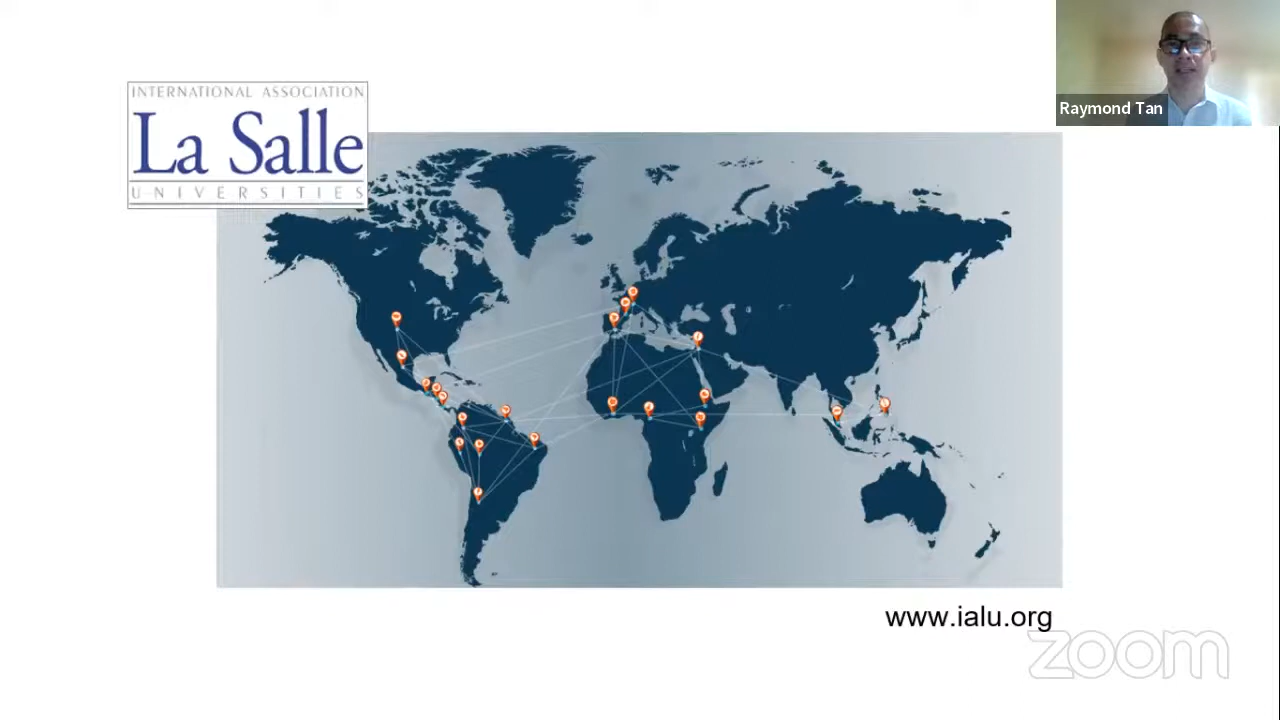 INTERNATIONAL ASSOCIATION
La Salle
UNIVERSITIES
Raymond Tan
www.ialu.org
zoom